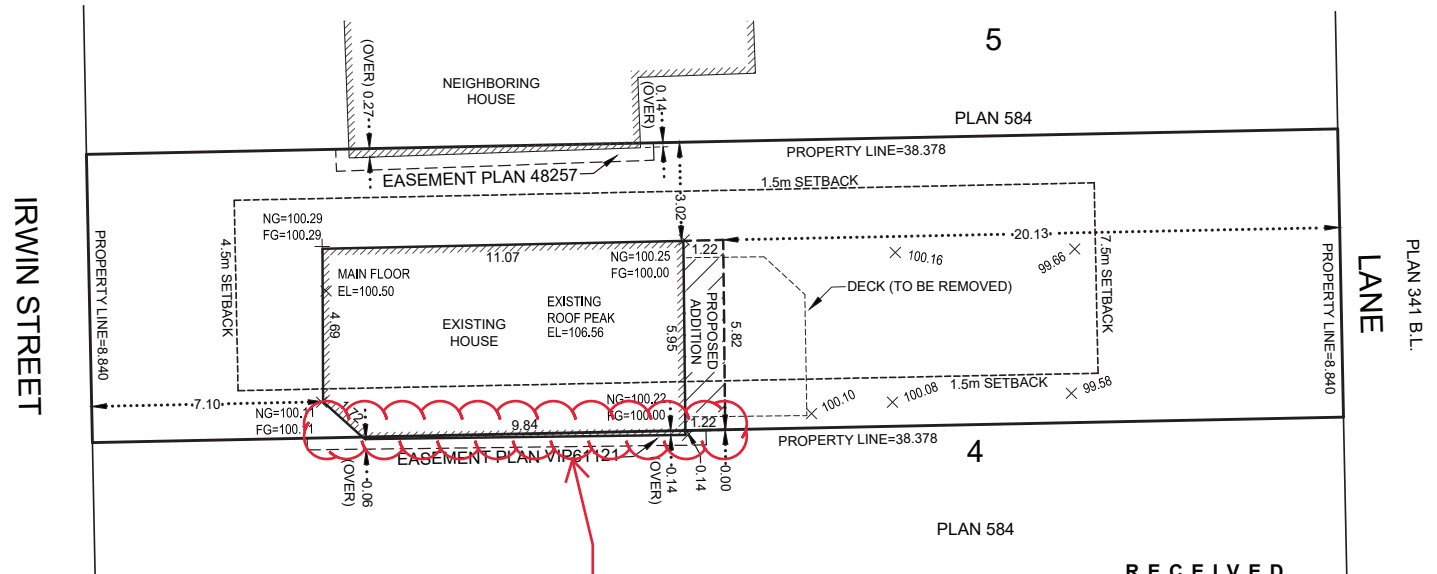 5
PLAN 584
NEIGHBORING
HOUSE
(OVER) 0.27
0.14
(OVER)
PROPERTY LINE=38.378
EASEMENT PLAN 48257
1.5m SETBACK
IRWIN STREET
PROPERTY LINE=8.840
4.5m SETBACK
NG=100.29
FG=100.29
3.02
11.07
NG=100.25
FG=100.00
1.22
20.13
100.16
99.66
7.5m SETBACK
PROPERTY LINE=8.840
LANE
PLAN 341 B.L.
MAIN FLOOR
EL=100.50
4.69
EXISTING
HOUSE
EXISTING
ROOF PEAK
EL=106.56
5.95
PROPOSED
ADDITION
5.82
DECK (TO BE REMOVED)
1.5m SETBACK
7.10
NG=100.11
FG=100.11
1.72
9.84
NG=100.22
FG=100.00
1.22
100.10
100.08
99.58
PROPERTY LINE=38.378
EASEMENT PLAN VIP61121
0.06
(OVER)
0.14
(OVER)
0.14
0.00
4
PLAN 584
RECEIVED